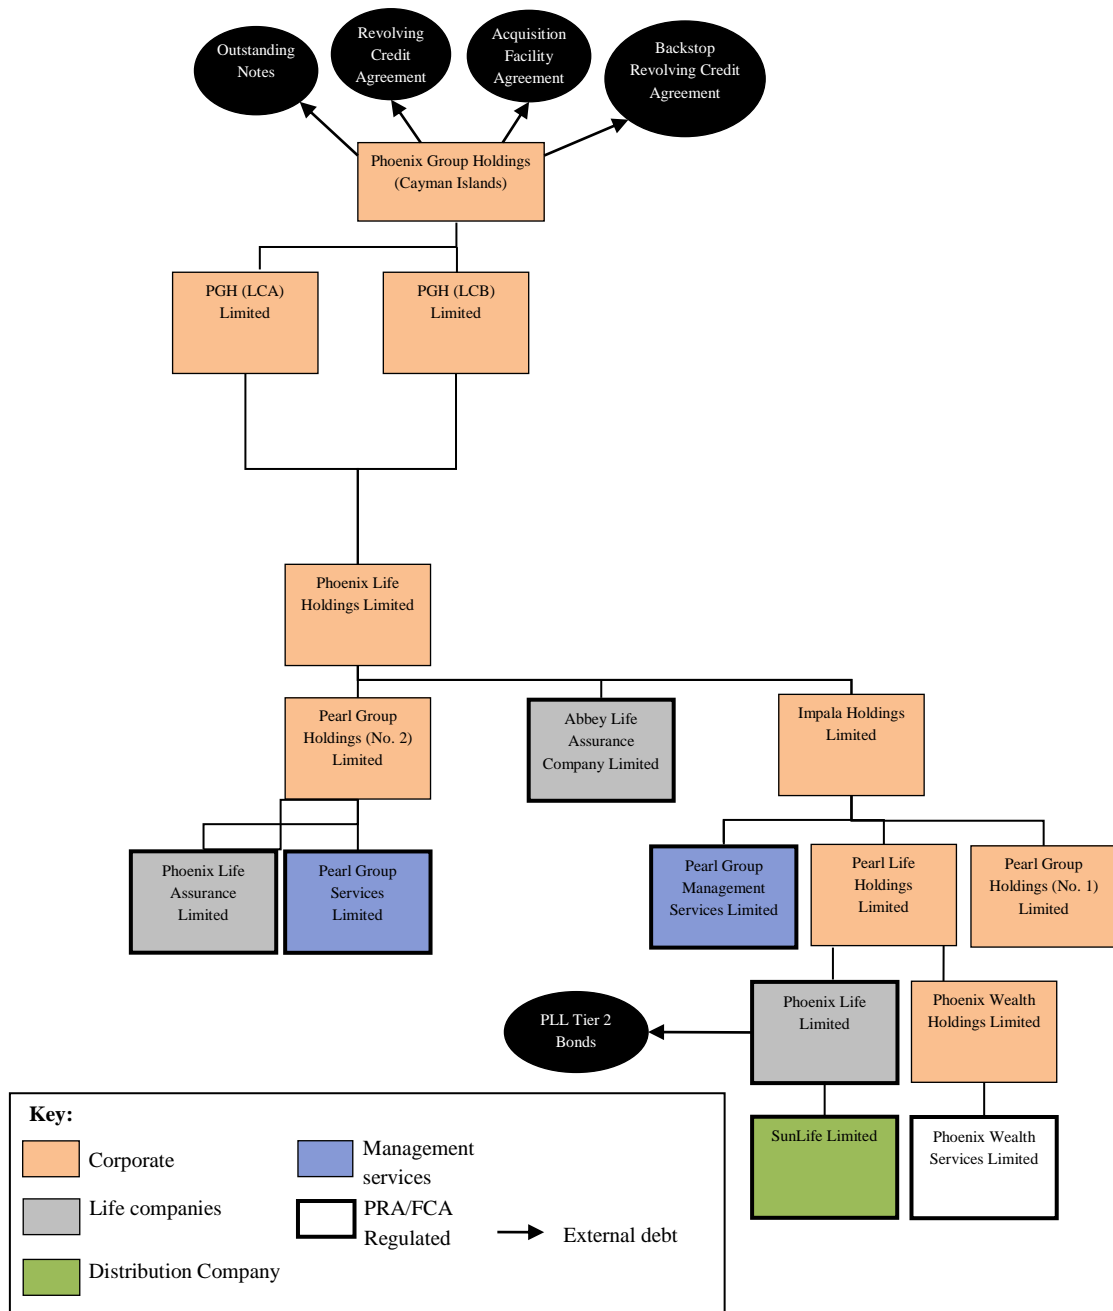 Outstanding
Notes
Revolving
Credit
Agreement
Acquisition
Facility
Agreement
Backstop
Revolving Credit
Agreement
Phoenix Group Holdings
(Cayman Islands)
PGH (LCA)
Limited
PGH (LCB)
Limited
Phoenix Life
Holdings Limited
Pearl Group
Holdings (No. 2)
Limited
Abbey Life
Assurance
Company Limited
Impala Holdings
Limited
Phoenix Life
Assurance
Limited
Pearl Group
Services
Limited
Pearl Group
Management
Services Limited
Pearl Life
Holdings
Limited
Pearl Group
Holdings (No. 1)
Limited
PLL Tier 2
Bonds
Phoenix Life
Limited
Phoenix Wealth
Holdings Limited
SunLife Limited
Phoenix Wealth
Services Limited
Key:
Corporate
Management
services
Life companies
PRA/FCA
Regulated
External debt
Distribution Company